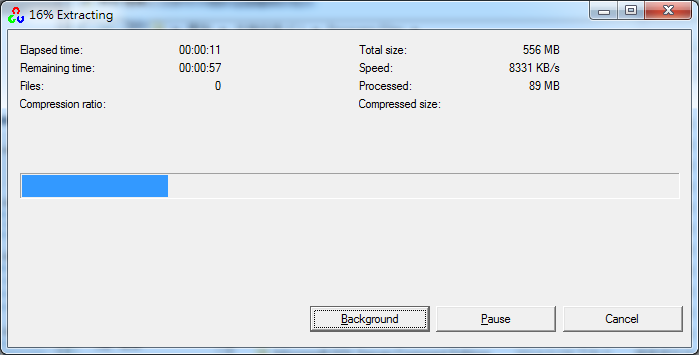 16% Extracting
Elapsed time: 00:00:11 Total size: 556 MB
Remaining time: 00:00:57 Speed: 8331 KB/s
Files: 0 Processed: 89 MB
Compression ratio: Compressed size:
Background Pause Cancel